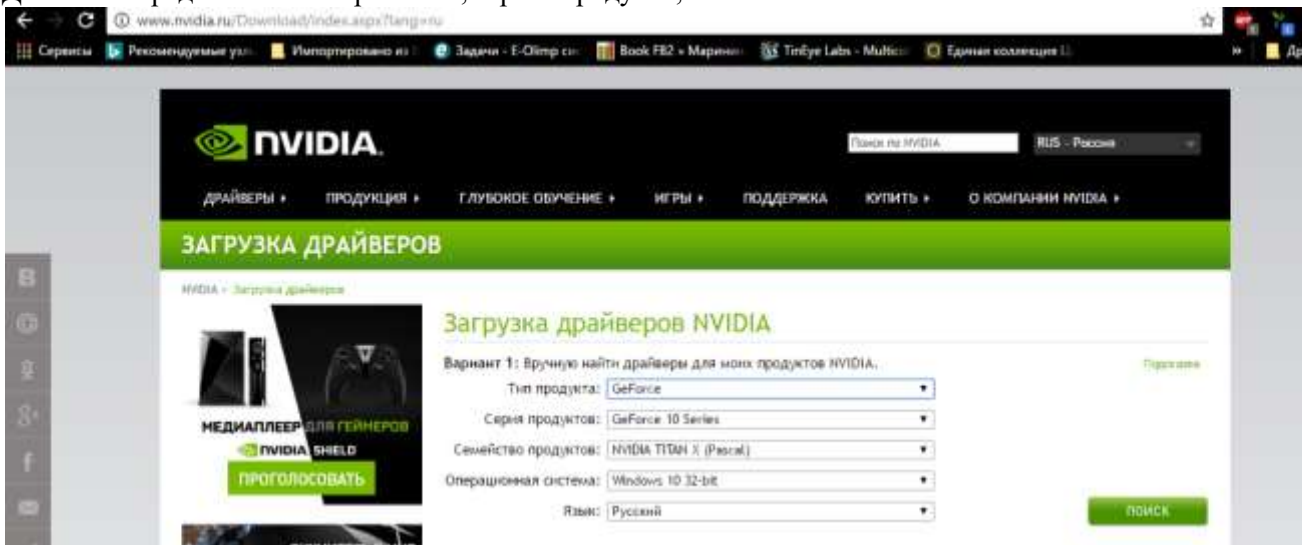 www.nvidia.ru/Download/index.aspx?lang=ru
Сервисы Рекомендуемые Импортировано из Задачи - E-Olimp Book FB2 » TinEye Labs - Единая коллекция
NVIDIA.
Поиск по NVIDIA RUS - Россия
ДРАЙВЕРЫ ПРОДУКЦИЯ ГЛУБОКОЕ ОБУЧЕНИЕ ИГРЫ ПОДДЕРЖКА КУПИТЬ О КОМПАНИИ NVIDIA
ЗАГРУЗКА ДРАЙВЕРОВ
NVIDIA > Загрузка драйверов
Загрузка драйверов NVIDIA
Вариант 1: Вручную найти драйверы для моих продуктов NVIDIA.
Тип продукта: GeForce
Серия продуктов: GeForce 10 Series
Семейство продуктов: NVIDIA TITAN X (Pascal)
Операционная система: Windows 10 32-bit
Язык: Русский
ПОИСК
МЕДИАПЛЕЕР ДЛЯ ГЕЙМЕРОВ
NVIDIA SHIELD
ПРОГОЛОСОВАТЬ